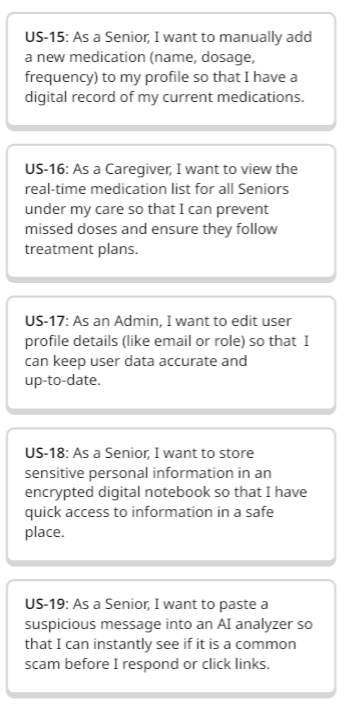 US-15: As a Senior, I want to manually add
a new medication (name, dosage,
frequency) to my profile so that I have a
digital record of my current medications.
US-16: As a Caregiver, I want to view the
real-time medication list for all Seniors
under my care so that I can prevent
missed doses and ensure they follow
treatment plans.
US-17: As an Admin, I want to edit user
profile details (like email or role) so that I
can keep user data accurate and
up-to-date.
US-18: As a Senior, I want to store
sensitive personal information in an
encrypted digital notebook so that I have
quick access to information in a safe
place.
US-19: As a Senior, I want to paste a
suspicious message into an AI analyzer so
that I can instantly see if it is a common
scam before I respond or click links.